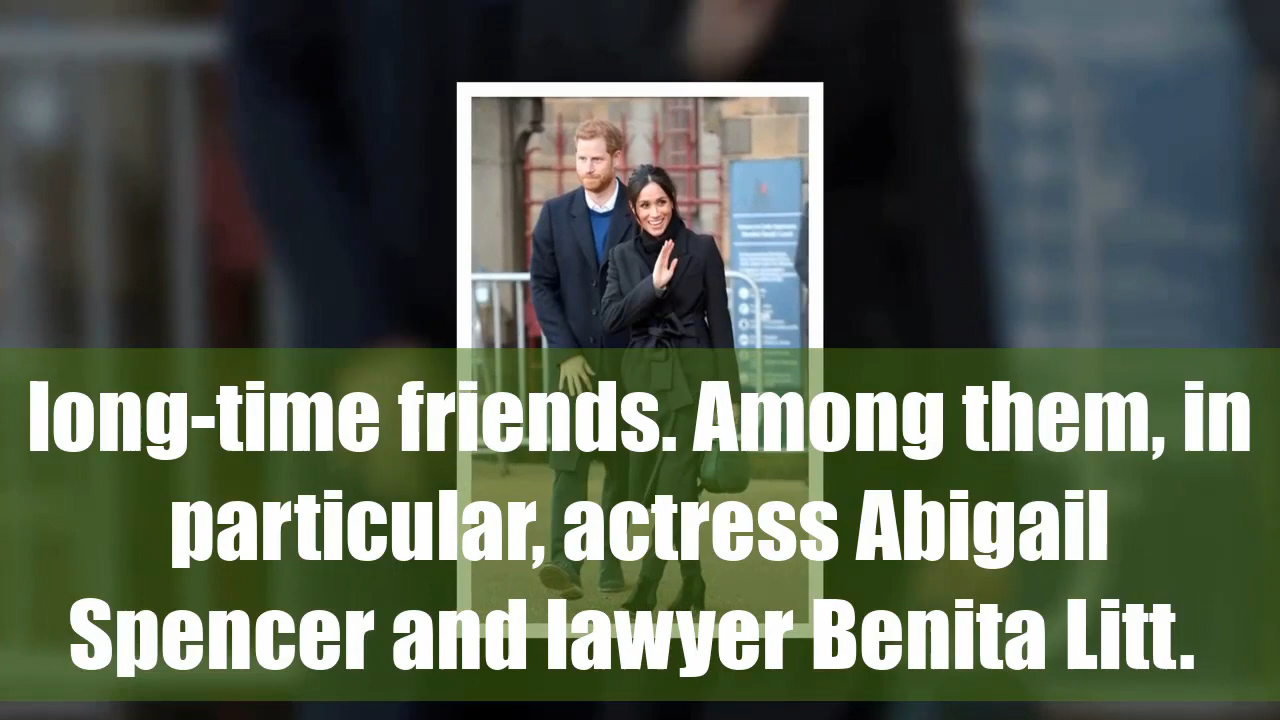 long-time friends. Among them, in
particular, actress Abigail
Spencer and lawyer Benita Litt.